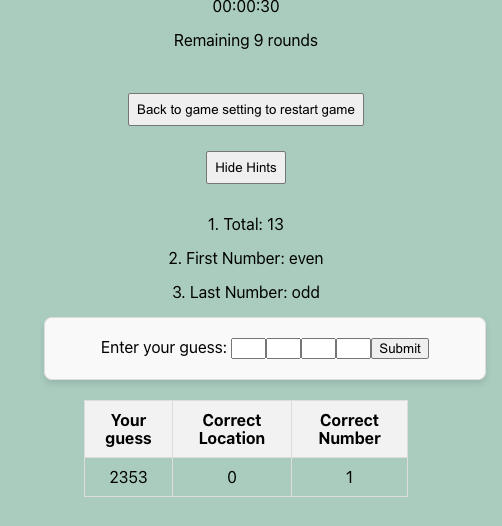 00:00:30
Remaining 9 rounds
Back to game setting to restart game
Hide Hints
1. Total: 13
2. First Number: even
3. Last Number: odd
Enter your guess: Submit
Your guess Correct Location Correct Number
2353 0 1